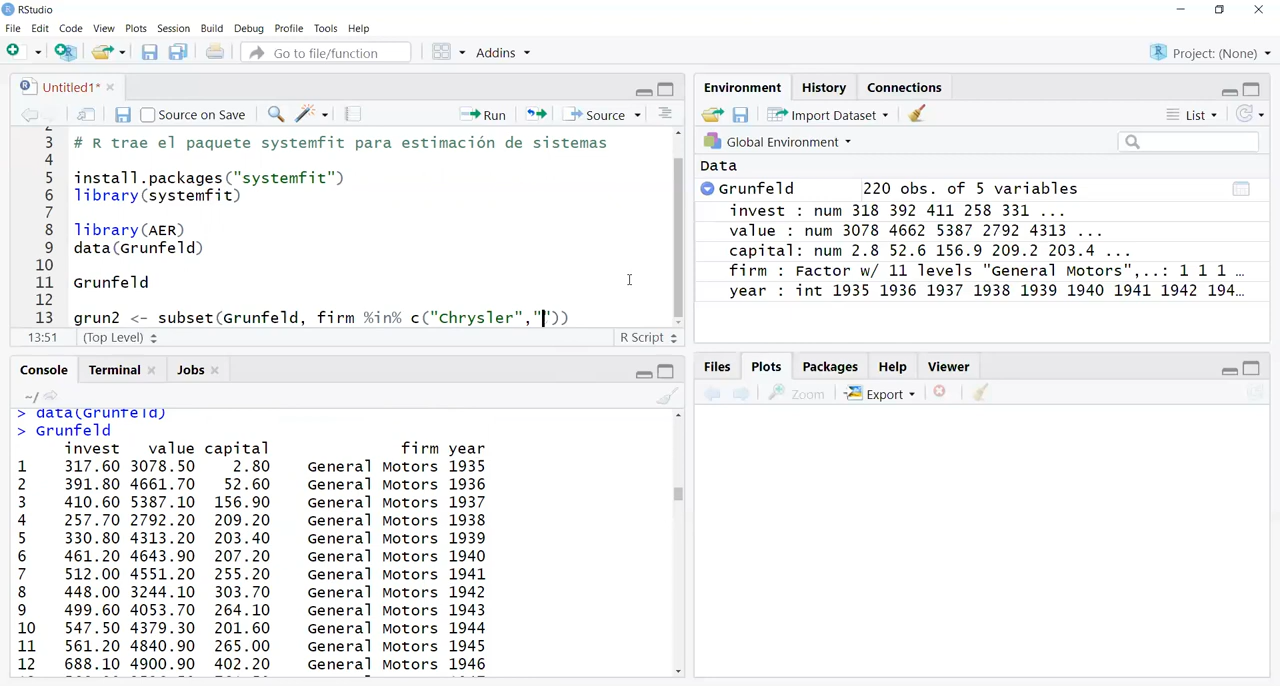 RStudio
File Edit Code View Plots Session Build Debug Profile Tools Help
Go to file/function Addins Project: (None)
Untitled1*
Source on Save Run Source
3 # R trae el paquete systemfit para estimación de sistemas
4
5 install.packages("systemfit")
6 library(systemfit)
7
8 library(AER)
9 data(Grunfeld)
10
11 Grunfeld
12
13 grun2 <- subset(Grunfeld, firm %in% c("Chrysler",""))
13:51 (Top Level) R Script
Console Terminal Jobs
~/
> data(Grunfeld)
> Grunfeld
invest value capital firm year
1 317.60 3078.50 2.80 General Motors 1935
2 391.80 4661.70 52.60 General Motors 1936
3 410.60 5387.10 156.90 General Motors 1937
4 257.70 2792.20 209.20 General Motors 1938
5 330.80 4313.20 203.40 General Motors 1939
6 461.20 4643.90 207.20 General Motors 1940
7 512.00 4551.20 255.20 General Motors 1941
8 448.00 3244.10 303.70 General Motors 1942
9 499.60 4053.70 264.10 General Motors 1943
10 547.50 4379.30 201.60 General Motors 1944
11 561.20 4840.90 265.00 General Motors 1945
12 688.10 4900.90 402.20 General Motors 1946
Environment History Connections
Import Dataset List
Global Environment
Data
Grunfeld 220 obs. of 5 variables
invest : num 318 392 411 258 331 ...
value : num 3078 4662 5387 2792 4313 ...
capital: num 2.8 52.6 156.9 209.2 203.4 ...
firm : Factor w/ 11 levels "General Motors",..: 1 1 1 …
year : int 1935 1936 1937 1938 1939 1940 1941 1942 194…
Files Plots Packages Help Viewer
Zoom Export